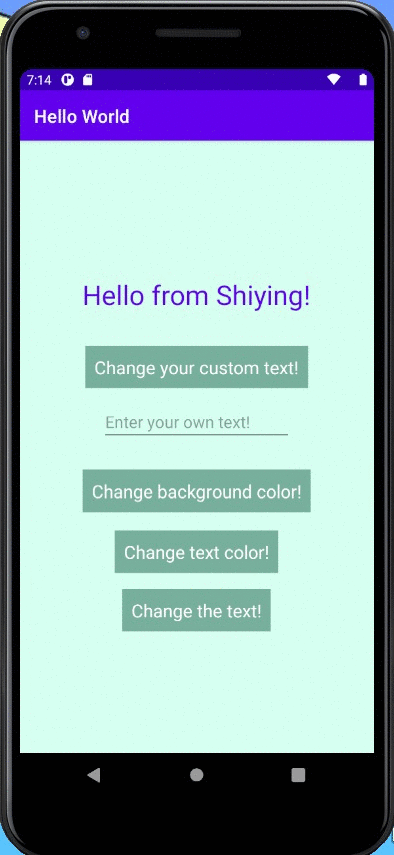 7:14
Hello World
Hello from Shiying!
Change your custom text!
Enter your own text!
Change background color!
Change text color!
Change the text!